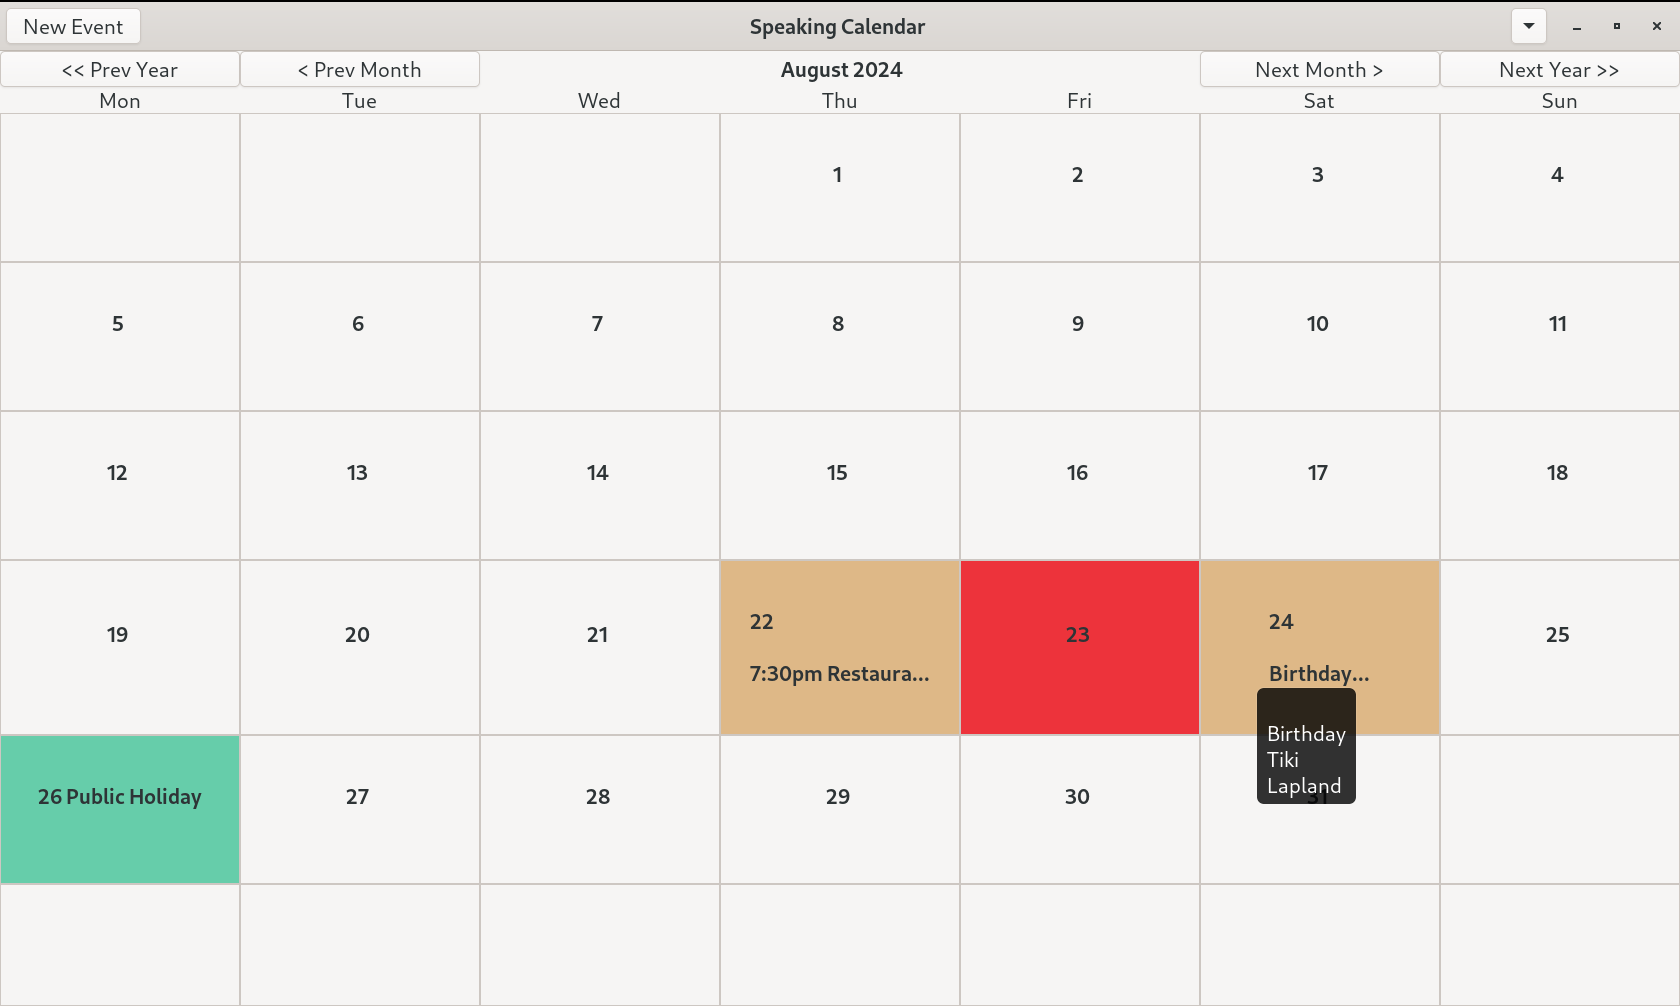 New Event Speaking Calendar
<< Prev Year < Prev Month August 2024 Next Month > Next Year >>
Mon Tue Wed Thu Fri Sat Sun
1 2 3 4
5 6 7 8 9 10 11
12 13 14 15 16 17 18
22 24
19 20 21 23 25
7:30pm Restaura... Birthday...
Birthday
Tiki
Lapland
26 Public Holiday 27 28 29 30 31